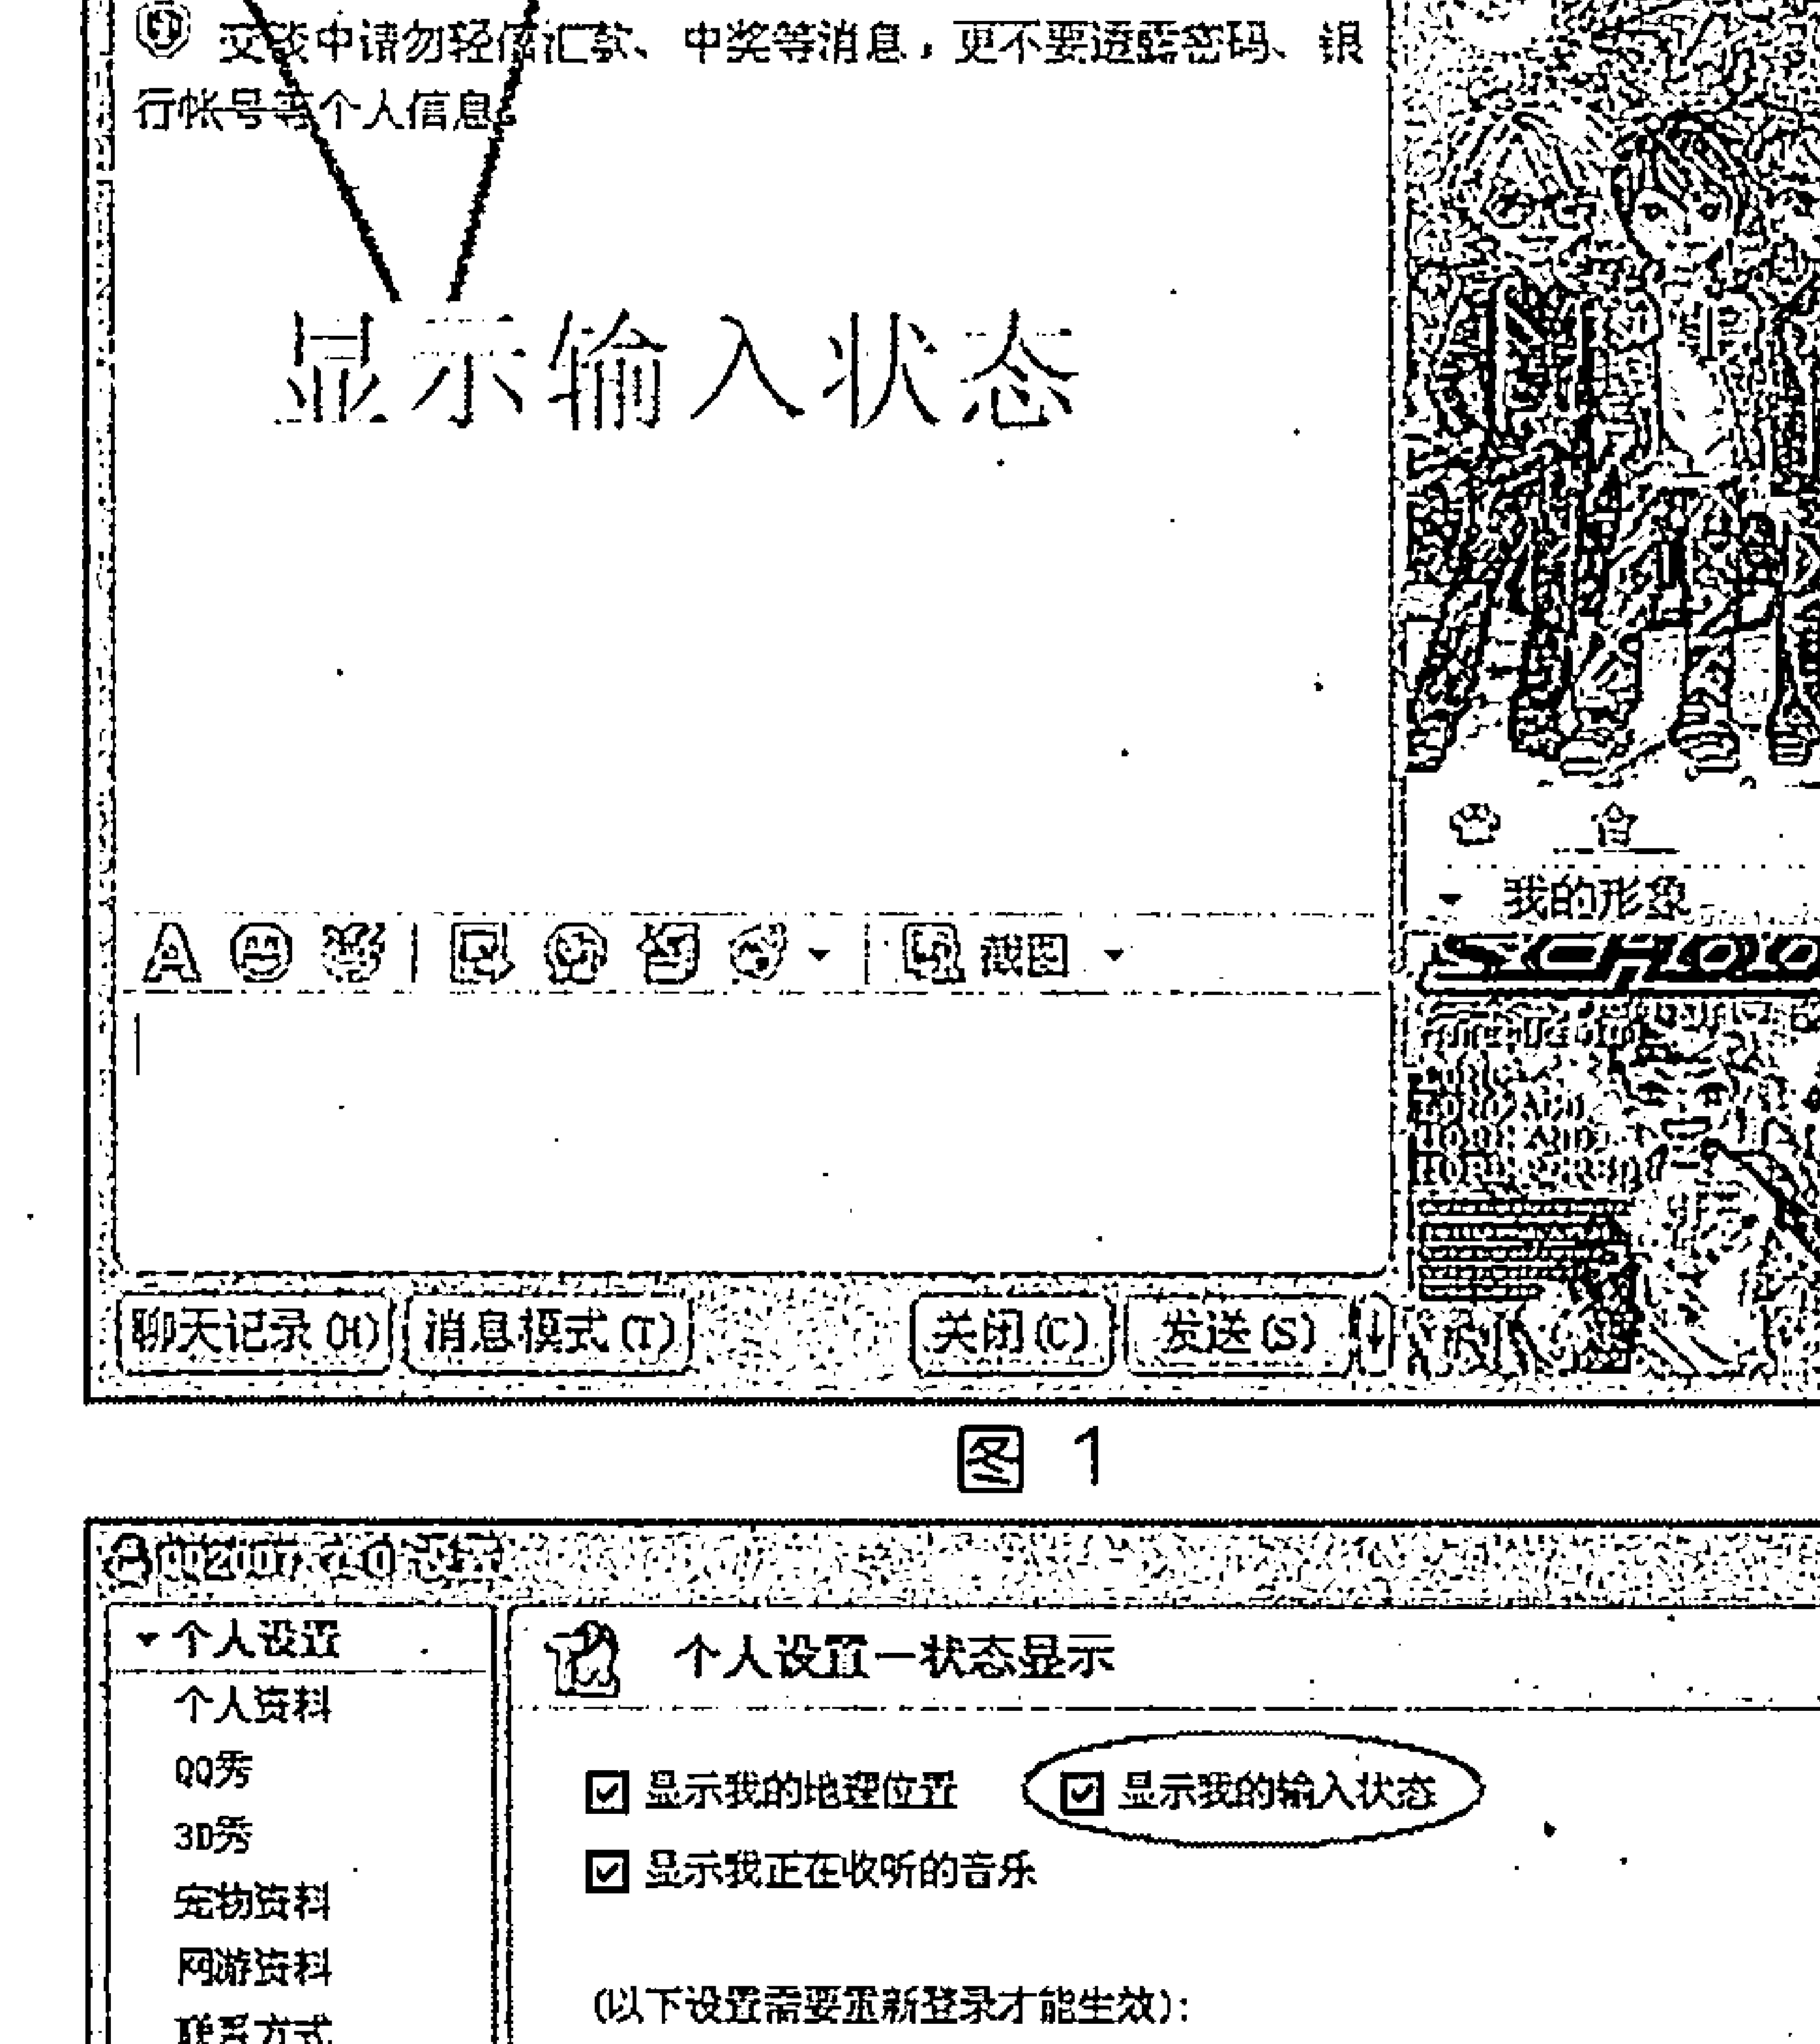 交谈中请勿轻信汇款、中奖等消息，更不要透露密码、银
行帐号等个人信息。
显示输入状态
我的形象
A
截图
聊天记录(H) 消息模式(T) 关闭(C) 发送(S)
图 1
QQ2007 设置
个人设置
个人资料
QQ秀
3D秀
宠物资料
网游资料
联系方式
个人设置—状态显示
显示我的地理位置 显示我的输入状态
显示我正在收听的音乐
(以下设置需要重新登录才能生效):